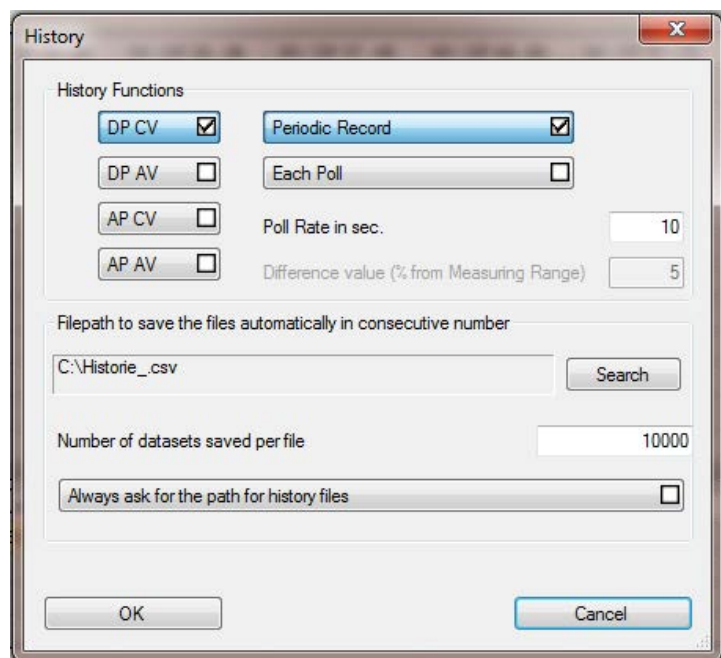 History
History Functions
DP CV
Periodic Record
DP AV
Each Poll
AP CV
Poll Rate in sec.
10
AP AV
Difference value (% from Measuring Range)
5
Filepath to save the files automatically in consecutive number
C:\Historie_.csv
Search
Number of datasets saved per file
10000
Always ask for the path for history files
OK
Cancel